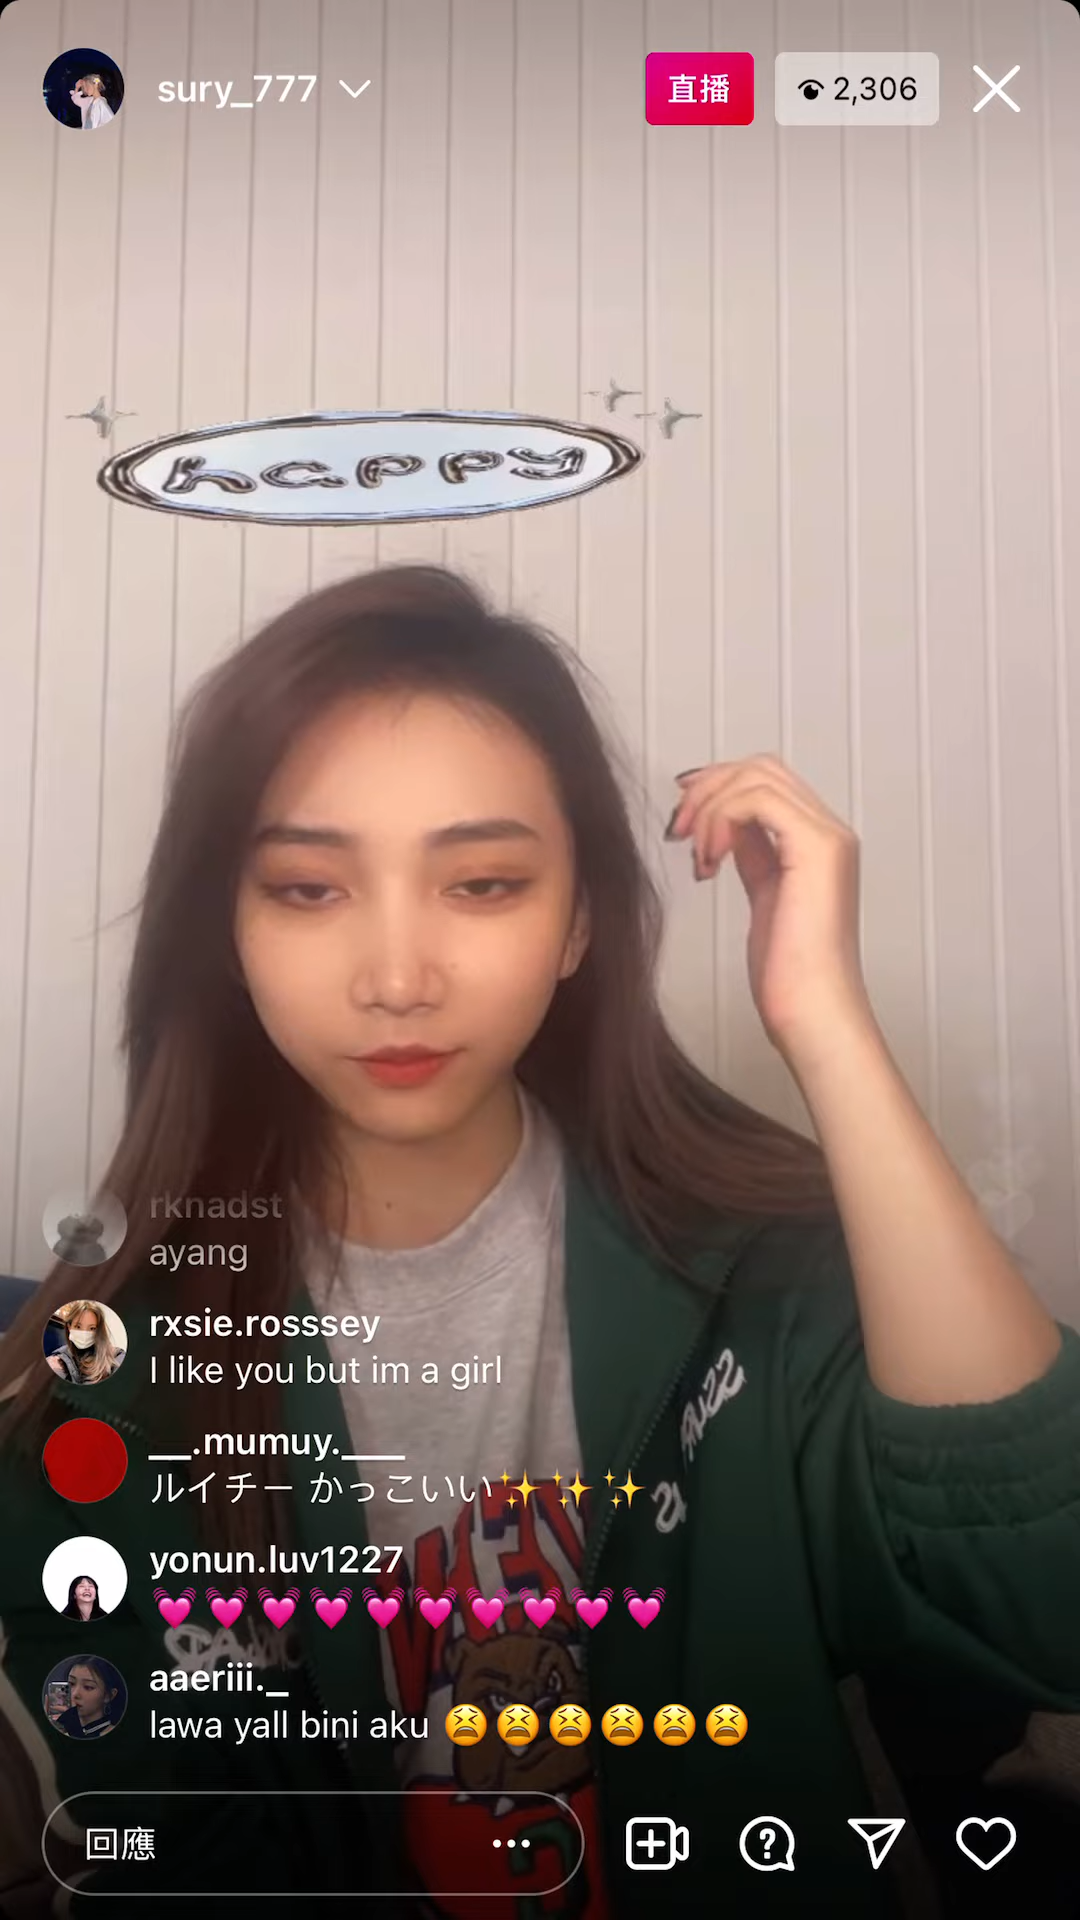 sury_777
直播
2,306
happy
rknadst
ayang
rxsie.rosssey
I like you but im a girl
__.mumuy.___
ルイチー かっこいい✨✨✨
yonun.luv1227
💓💓💓💓💓💓💓💓💓💓
aaeriii._
lawa yall bini aku 😫😫😫😫😫😫
回應